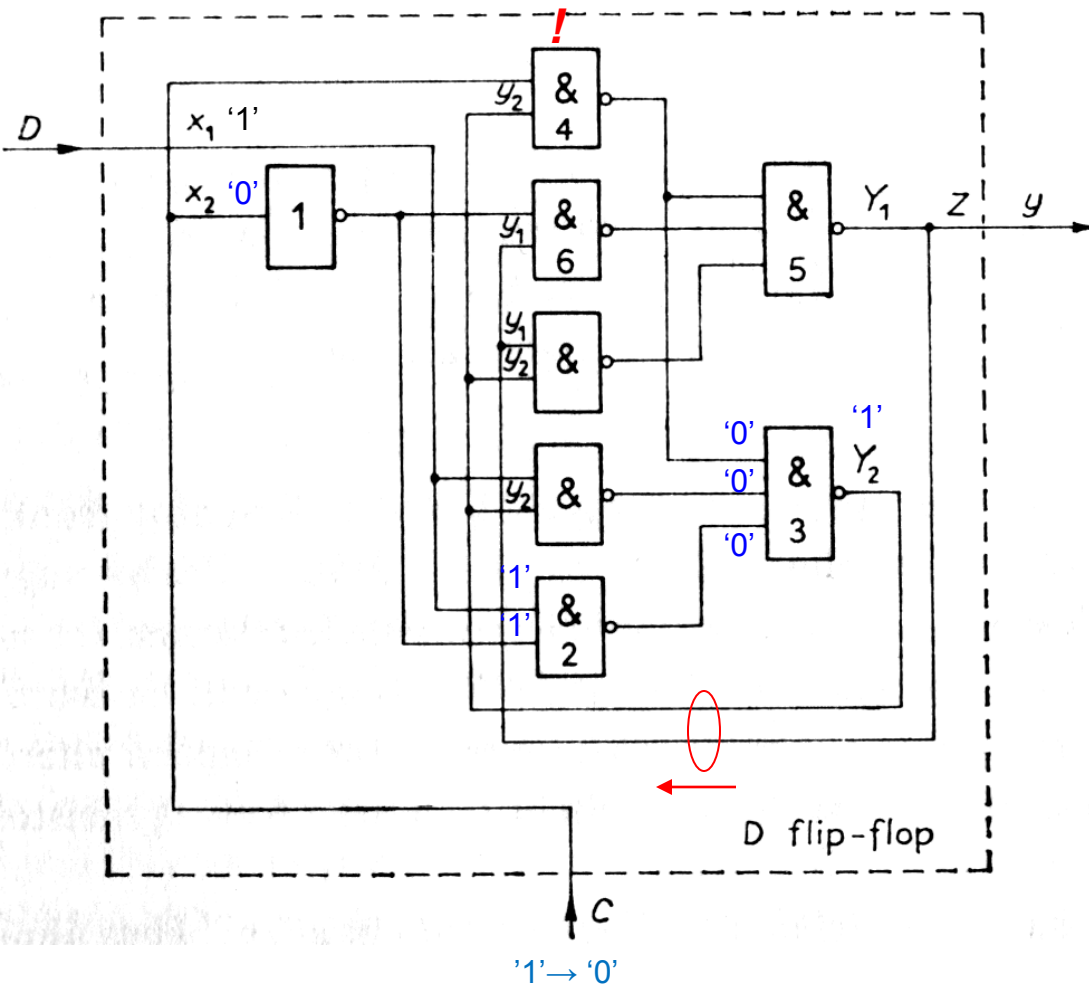 !
&
4
y₂
D
x₁ '1'
x₂ '0'
1
&
6
y₁
&
5
Y₁
Z
y
y₁
y₂
&
&
y₂
'0'
'0'
'0'
&
3
'1'
Y₂
'1'
'1'
&
2
D flip-flop
C
'1'→ '0'